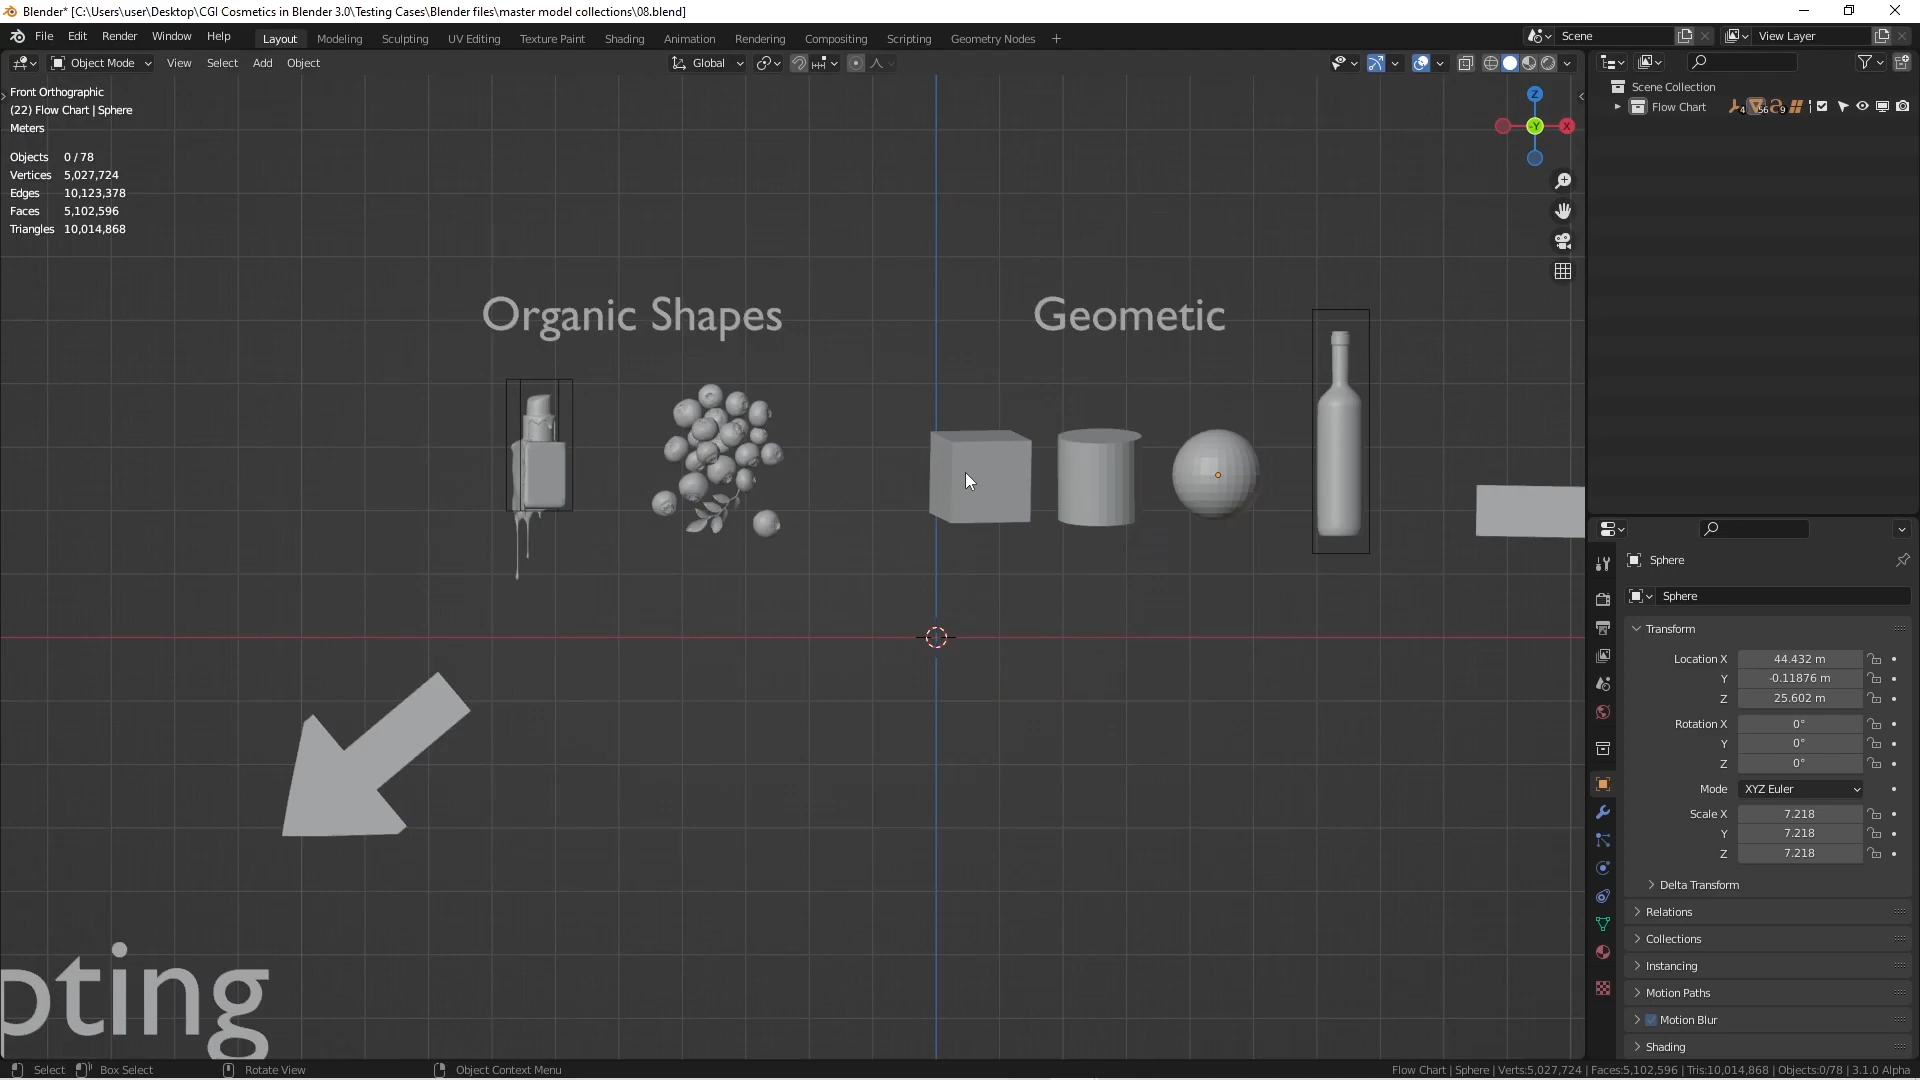 Blender* [C:\Users\user\Desktop\CGI Cosmetics in Blender 3.0\Testing Cases\Blender files\master model collections\08.blend]
File Edit Render Window Help Layout Modeling Sculpting UV Editing Texture Paint Shading Animation Rendering Compositing Scripting Geometry Nodes + Scene View Layer
Object Mode View Select Add Object Global
Front Orthographic
(22) Flow Chart | Sphere
Meters
Objects 0 / 78
Vertices 5,027,724
Edges 10,123,378
Faces 5,102,596
Triangles 10,014,868
Z
-Y X
Scene Collection
Flow Chart 4 56 9
Organic Shapes Geometic
pting
Sphere
Sphere
Transform
Location X 44.432 m
Y -0.11876 m
Z 25.602 m
Rotation X 0°
Y 0°
Z 0°
Mode XYZ Euler
Scale X 7.218
Y 7.218
Z 7.218
Delta Transform
Relations
Collections
Instancing
Motion Paths
Motion Blur
Shading
Select Box Select Rotate View Object Context Menu Flow Chart | Sphere | Verts:5,027,724 | Faces:5,102,596 | Tris:10,014,868 | Objects:0/78 | 3.1.0 Alpha